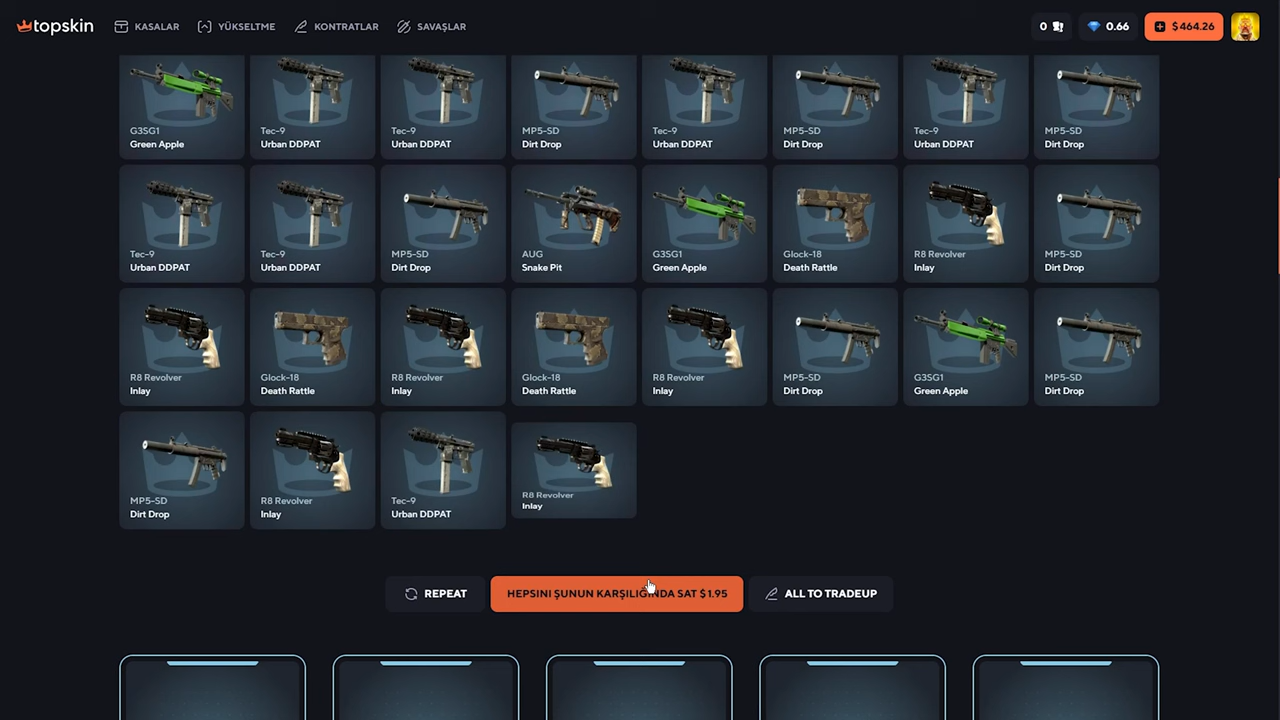 topskin KASALAR YÜKSELTME KONTRATLAR SAVAŞLAR 0 0.66 $464.26
G3SG1 Tec-9 Tec-9 MP5-SD Tec-9 MP5-SD Tec-9 MP5-SD
Green Apple Urban DDPAT Urban DDPAT Dirt Drop Urban DDPAT Dirt Drop Urban DDPAT Dirt Drop
Tec-9 Tec-9 MP5-SD AUG G3SG1 Glock-18 R8 Revolver MP5-SD
Urban DDPAT Urban DDPAT Dirt Drop Snake Pit Green Apple Death Rattle Inlay Dirt Drop
R8 Revolver Glock-18 R8 Revolver Glock-18 R8 Revolver MP5-SD G3SG1 MP5-SD
Inlay Death Rattle Inlay Death Rattle Inlay Dirt Drop Green Apple Dirt Drop
MP5-SD R8 Revolver Tec-9 R8 Revolver
Dirt Drop Inlay Urban DDPAT Inlay
REPEAT HEPSINI ŞUNUN KARŞILIĞINDA SAT $1.95 ALL TO TRADEUP